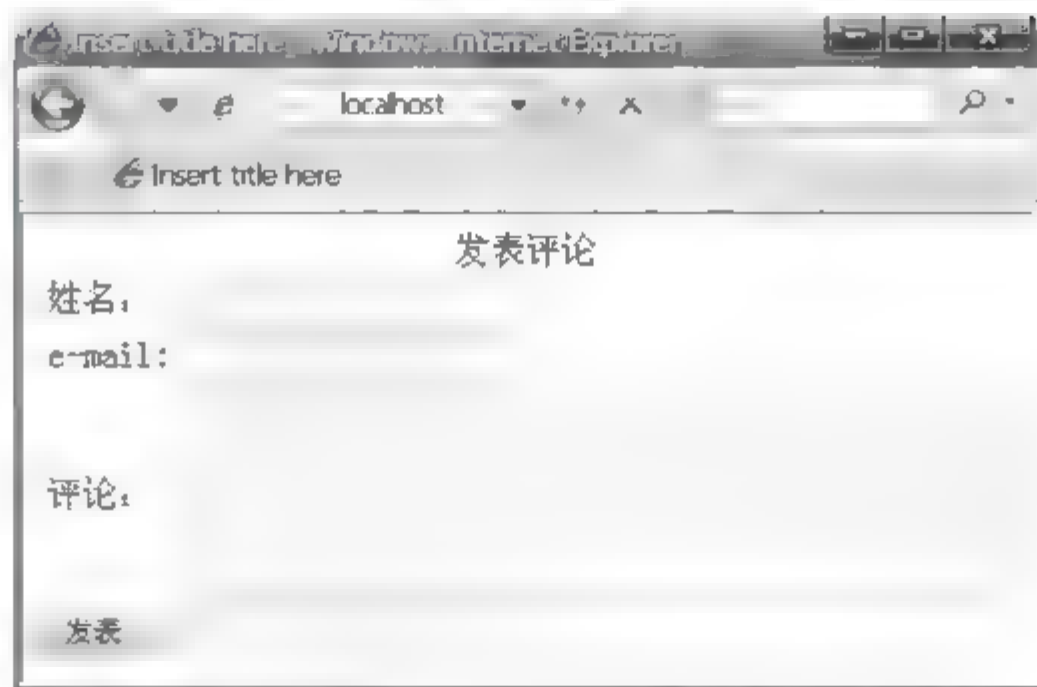 Insert title here - Windows Internet Explorer
localhost
Insert title here
发表评论
姓名:
e-mail:
评论:
发表